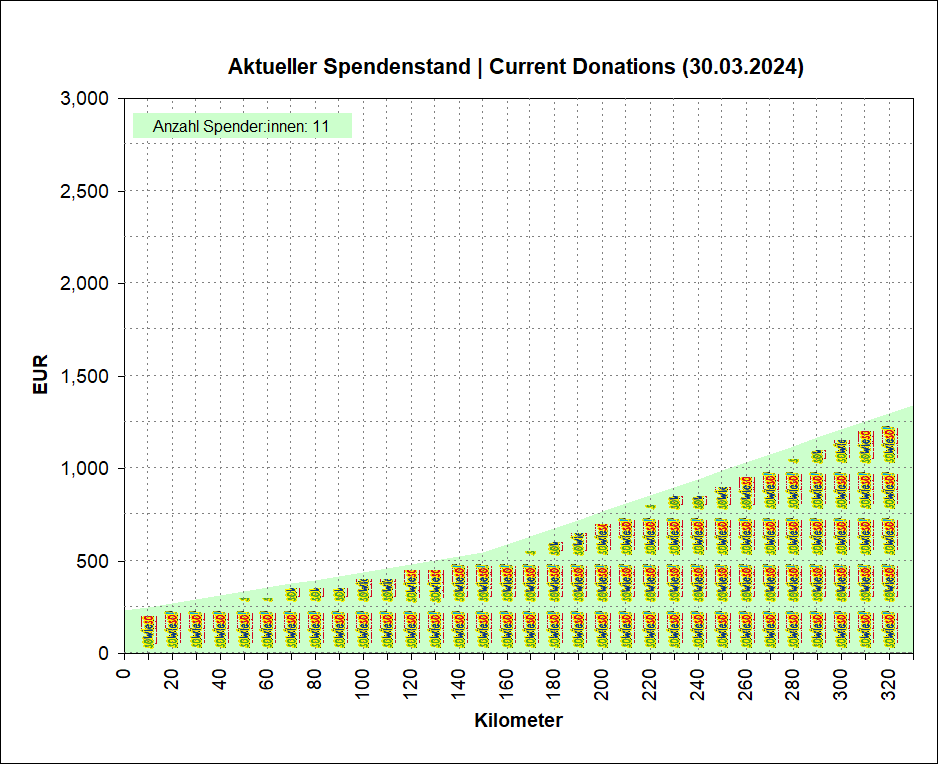 Aktueller Spendenstand | Current Donations (30.03.2024)
3,000
Anzahl Spender:innen: 11
2,500
2,000
1,500
EUR
1,000
500
0
0 20 40 60 80 100 120 140 160 180 200 220 240 260 280 300 320
Kilometer